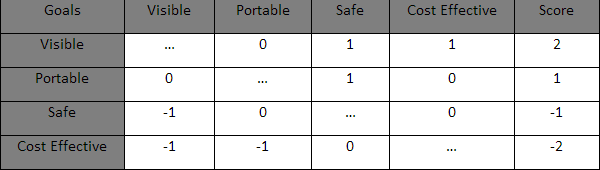 Goals Visible Portable Safe Cost Effective Score
Visible ... 0 1 1 2
Portable 0 ... 1 0 1
Safe -1 0 ... 0 -1
Cost Effective -1 -1 0 ... -2